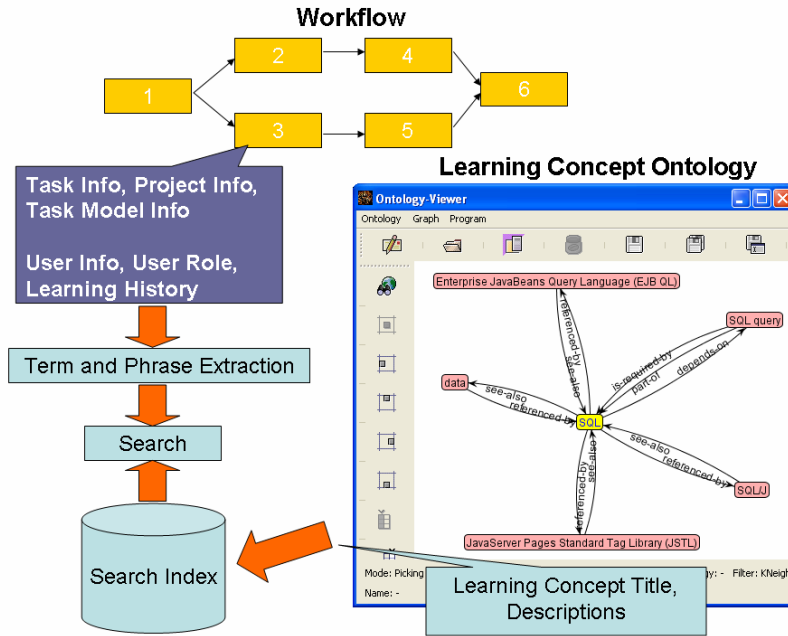 Workflow
1
2
4
3
5
6
Task Info, Project Info,
Task Model Info
User Info, User Role,
Learning History
Term and Phrase Extraction
Search
Search Index
Learning Concept Ontology
Ontology-Viewer
Ontology Graph Program
Enterprise JavaBeans Query Language (EJB QL)
SQL query
data
SQL
SQL/J
JavaServer Pages Standard Tag Library (JSTL)
referenced-by
see-also
is-required-by
part-of
depends-on
see-also
referenced by
see-also
referenced-by
referenced-by
see-also
Mode: Picking
gy: - Filter: KNeigh
Name: -
Learning Concept Title,
Descriptions